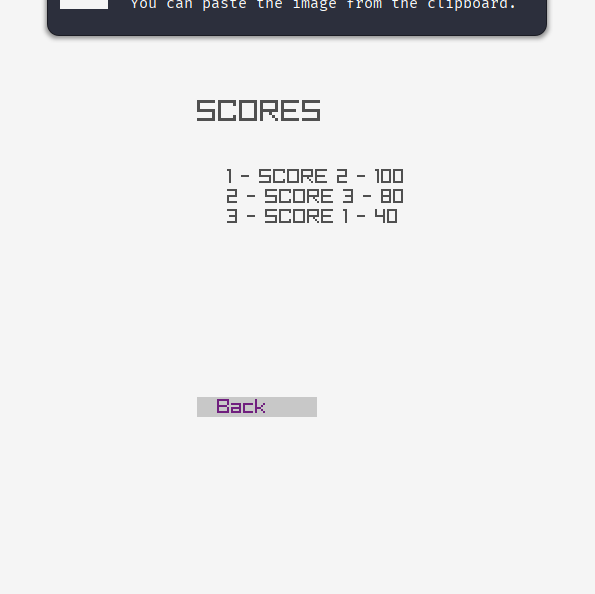 You can paste the image from the clipboard.
SCORES
1 - SCORE 2 - 100
2 - SCORE 3 - 80
3 - SCORE 1 - 40
Back